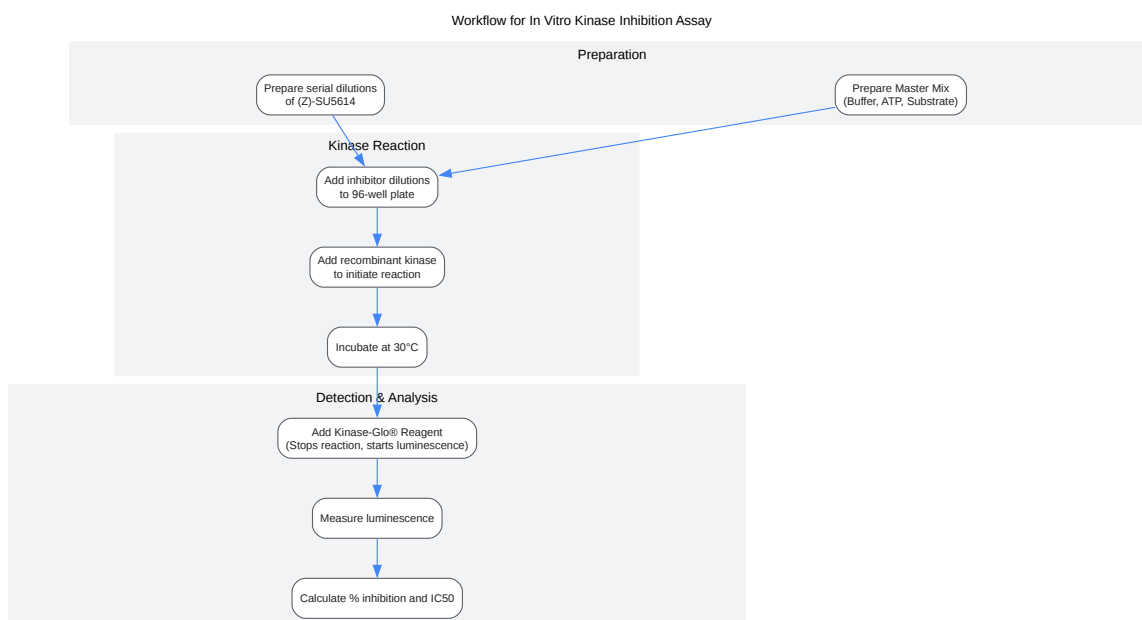 Workflow for In Vitro Kinase Inhibition Assay
Preparation
Prepare serial dilutions
of (Z)-SU5614
Prepare Master Mix
(Buffer, ATP, Substrate)
Kinase Reaction
Add inhibitor dilutions
to 96-well plate
Add recombinant kinase
to initiate reaction
Incubate at 30°C
Detection & Analysis
Add Kinase-Glo® Reagent
(Stops reaction, starts luminescence)
Measure luminescence
Calculate % inhibition and IC50